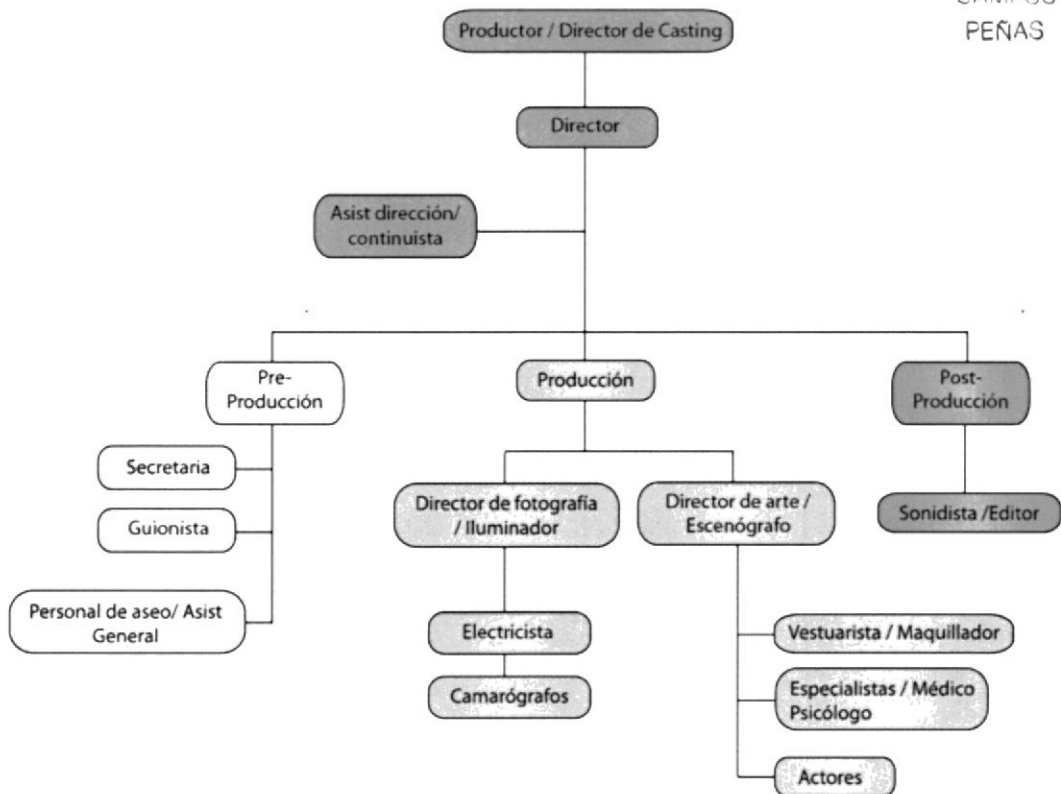 PEÑAS
Productor / Director de Casting
Director
Asist dirección/
continuista
Pre-
Producción
Producción
Post-
Producción
Secretaria
Guionista
Personal de aseo/ Asist
General
Director de fotografía
/ Iluminador
Director de arte /
Escenógrafo
Sonidista /Editor
Electricista
Camarógrafos
Vestuarista / Maquillador
Especialistas / Médico
Psicólogo
Actores